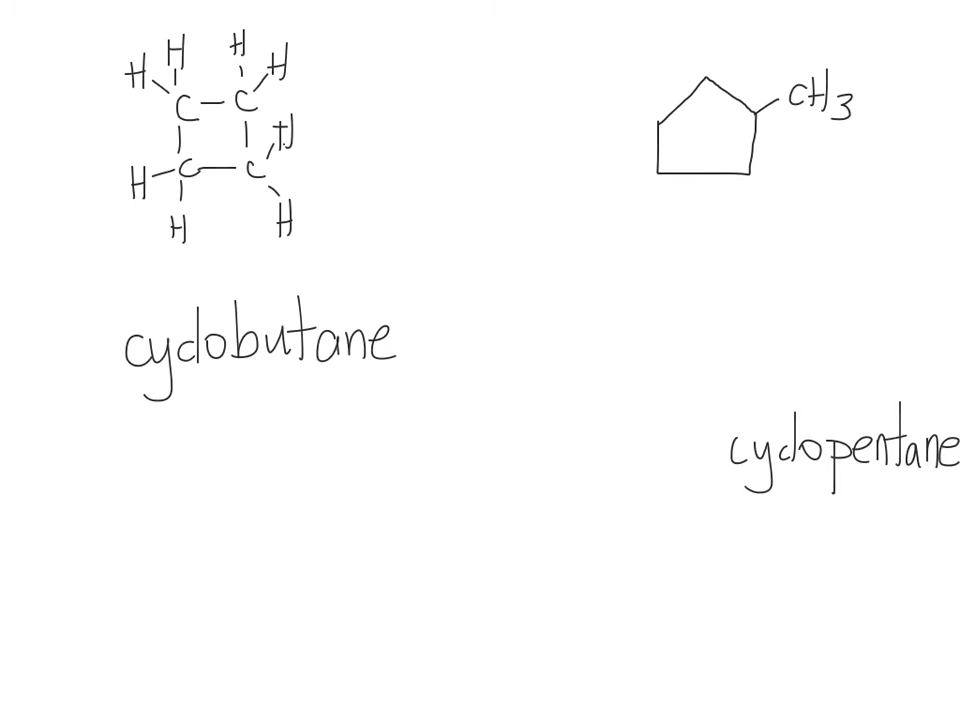 H H H H
C - C CH3
H
H - C - C
H H
cyclobutane
cyclopentane